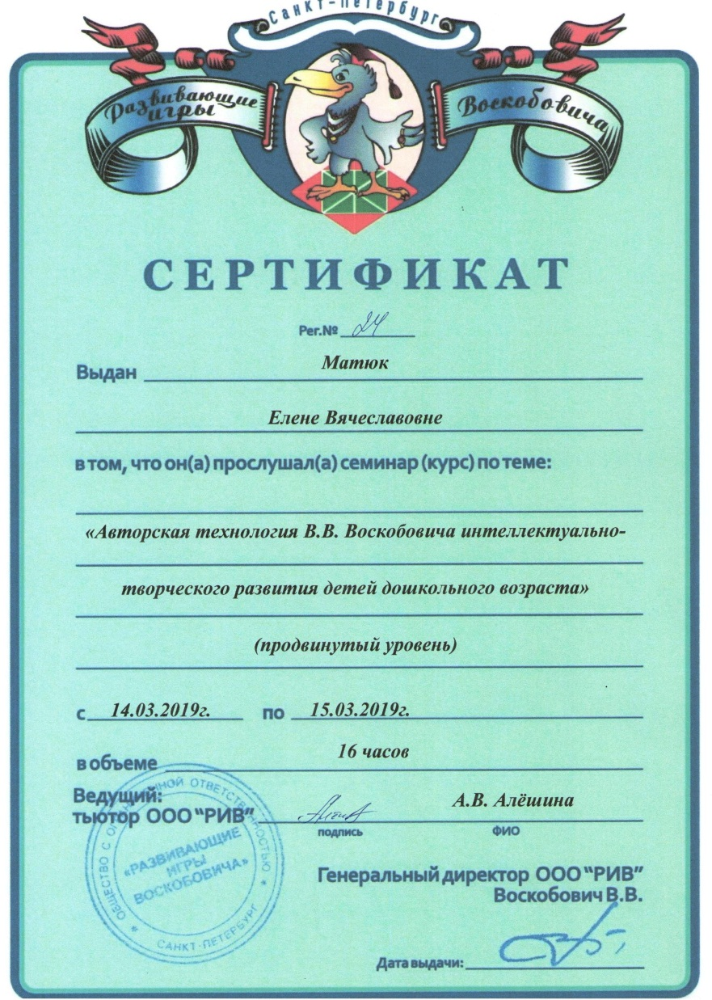 Санкт-Петербург
Развивающие игры
Воскобовича
СЕРТИФИКАТ
Рег.№ 24
Выдан Матюк
Елене Вячеславовне
в том, что он(а) прослушал(а) семинар (курс) по теме:
«Авторская технология В.В. Воскобовича интеллектуально-
творческого развития детей дошкольного возраста»
(продвинутый уровень)
с 14.03.2019г. по 15.03.2019г.
в объеме 16 часов
Ведущий:
тьютор ООО “РИВ” А.В. Алёшина
подпись ФИО
ОБЩЕСТВО С ОГРАНИЧЕННОЙ ОТВЕТСТВЕННОСТЬЮ
«РАЗВИВАЮЩИЕ
ИГРЫ
ВОСКОБОВИЧА»
САНКТ-ПЕТЕРБУРГ
Генеральный директор ООО “РИВ”
Воскобович В.В.
Дата выдачи: